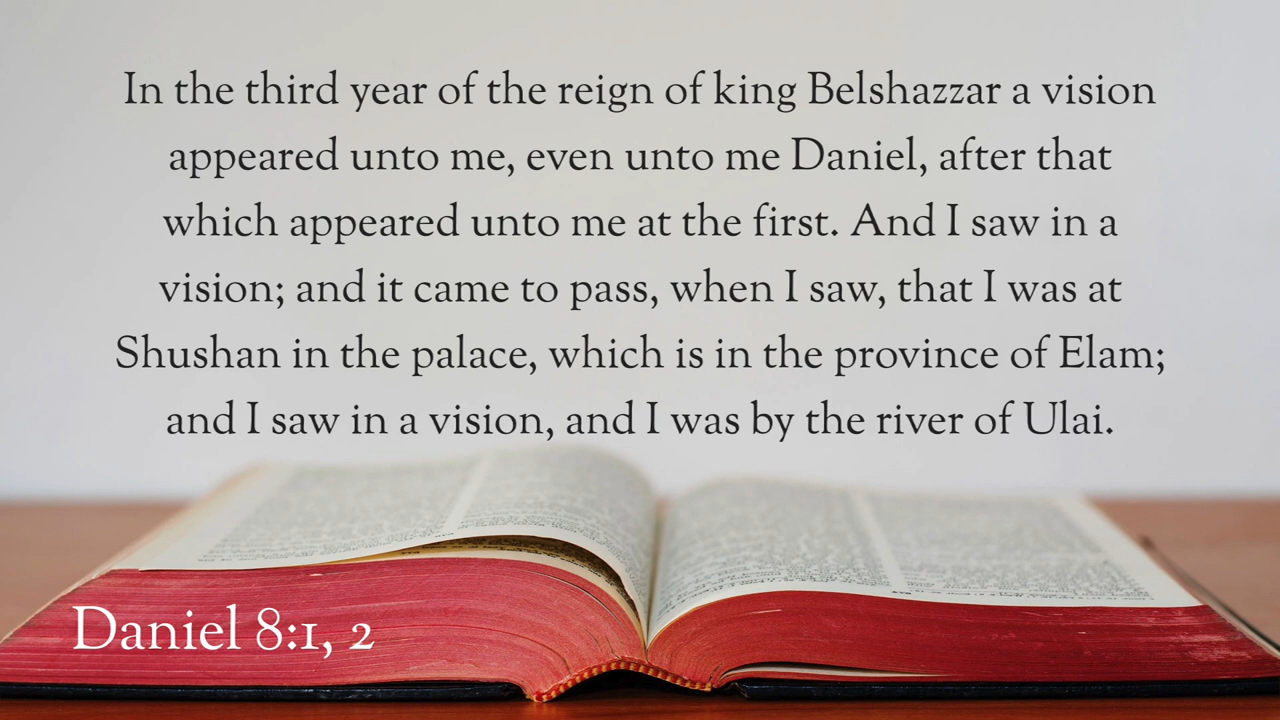 In the third year of the reign of king Belshazzar a vision
appeared unto me, even unto me Daniel, after that
which appeared unto me at the first. And I saw in a
vision; and it came to pass, when I saw, that I was at
Shushan in the palace, which is in the province of Elam;
and I saw in a vision, and I was by the river of Ulai.
Daniel 8:1, 2